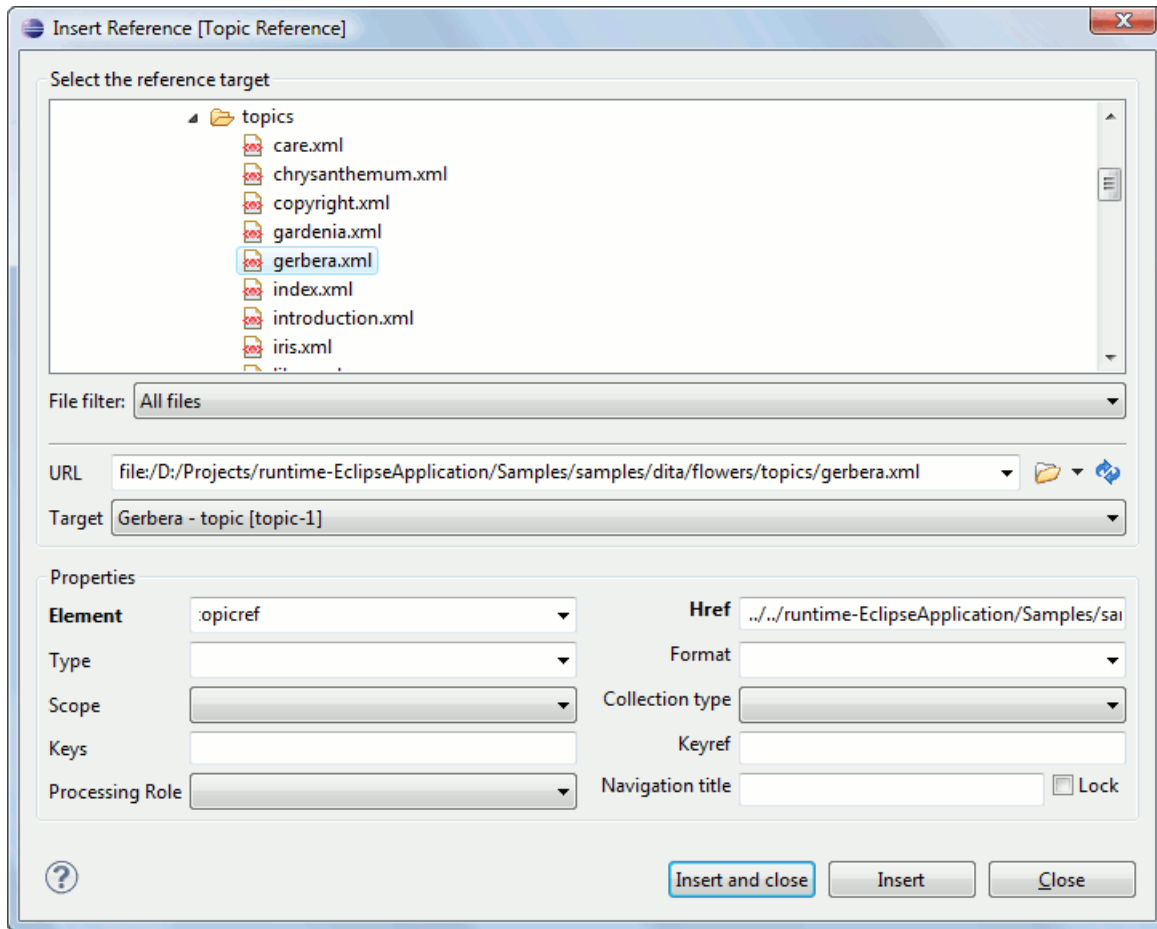 Insert Reference [Topic Reference]
Select the reference target
topics
care.xml
chrysanthemum.xml
copyright.xml
gardenia.xml
gerbera.xml
index.xml
introduction.xml
iris.xml
File filter: All files
URL file:/D:/Projects/runtime-EclipseApplication/Samples/samples/dita/flowers/topics/gerbera.xml
Target Gerbera - topic [topic-1]
Properties
Element opicref Href ../../runtime-EclipseApplication/Samples/sa
Type Format
Scope Collection type
Keys Keyref
Processing Role Navigation title Lock
Insert and close Insert Close